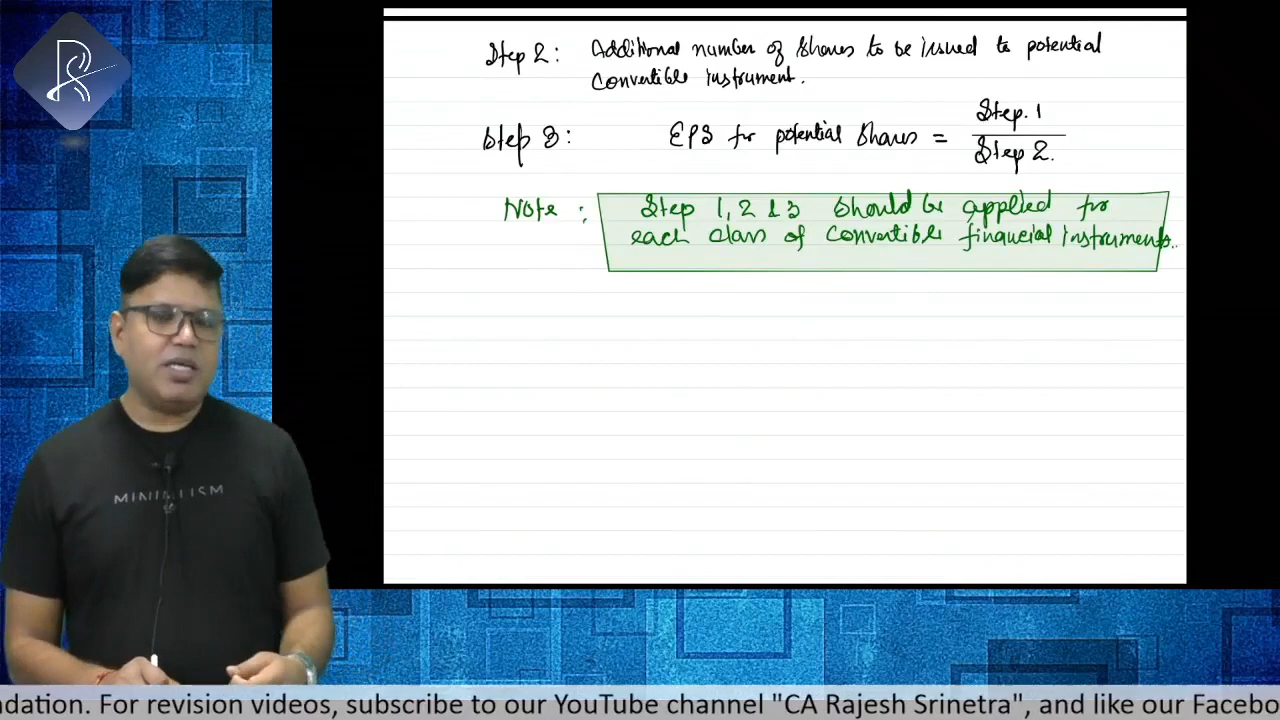 Step 2: Additional number of shares to be issued to potential
Convertible instrument.
Step 3: EPS for potential Shares = Step. 1
Step 2.
Note : Step 1, 2 & 3 should be applied for
each class of convertible financial instruments..
MINIMALISM
ndation. For revision videos, subscribe to our YouTube channel "CA Rajesh Srinetra", and like our Facebo